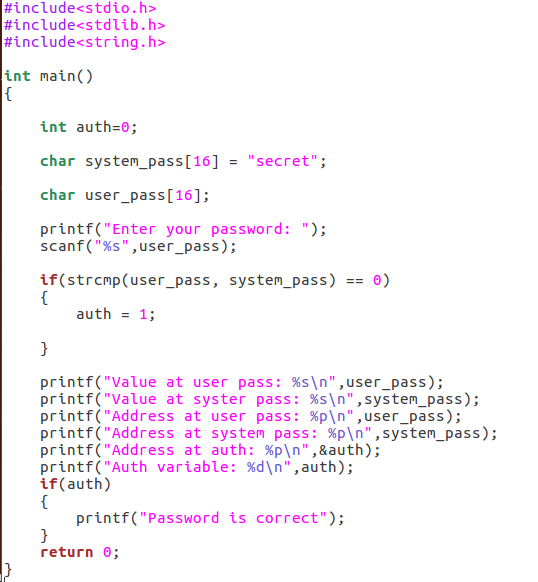 #include<stdio.h>
#include<stdlib.h>
#include<string.h>

int main()
{

    int auth=0;

    char system_pass[16] = "secret";

    char user_pass[16];

    printf("Enter your password: ");
    scanf("%s",user_pass);

    if(strcmp(user_pass, system_pass) == 0)
    {
        auth = 1;

    }

    printf("Value at user pass: %s\n",user_pass);
    printf("Value at syster pass: %s\n",system_pass);
    printf("Address at user pass: %p\n",user_pass);
    printf("Address at system pass: %p\n",system_pass);
    printf("Address at auth: %p\n",&auth);
    printf("Auth variable: %d\n",auth);
    if(auth)
    {
        printf("Password is correct");
    }
    return 0;
}